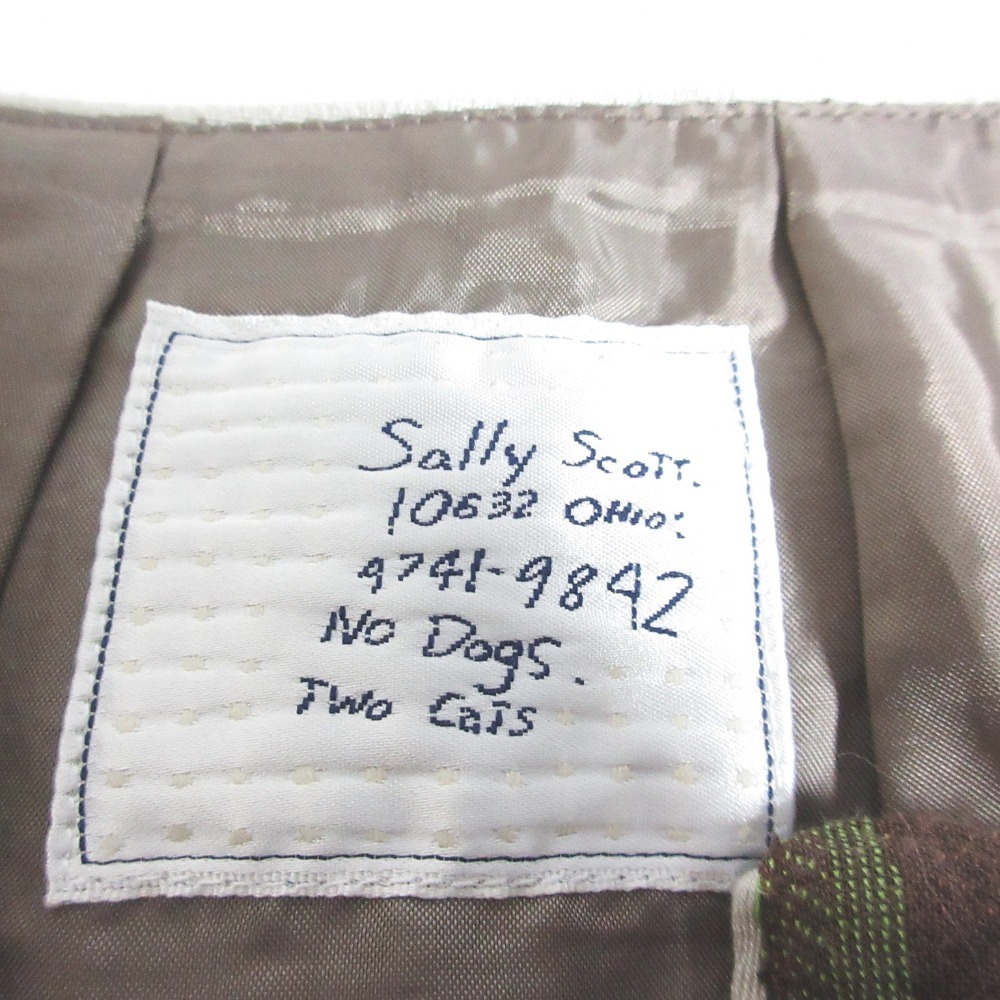 Sally Scott.
10632 Ohio:
4741-9842
No Dogs.
Two Cats